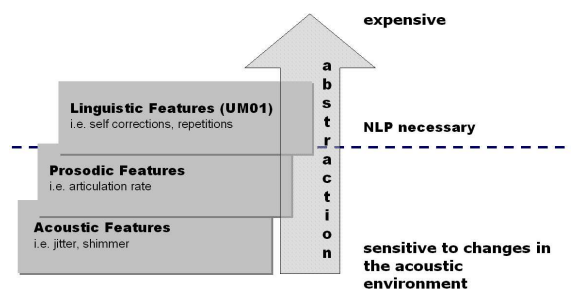 expensive
abstraction
Linguistic Features (UM01)
i.e. self corrections, repetitions
NLP necessary
Prosodic Features
i.e. articulation rate
Acoustic Features
i.e. jitter, shimmer
sensitive to changes in
the acoustic
environment